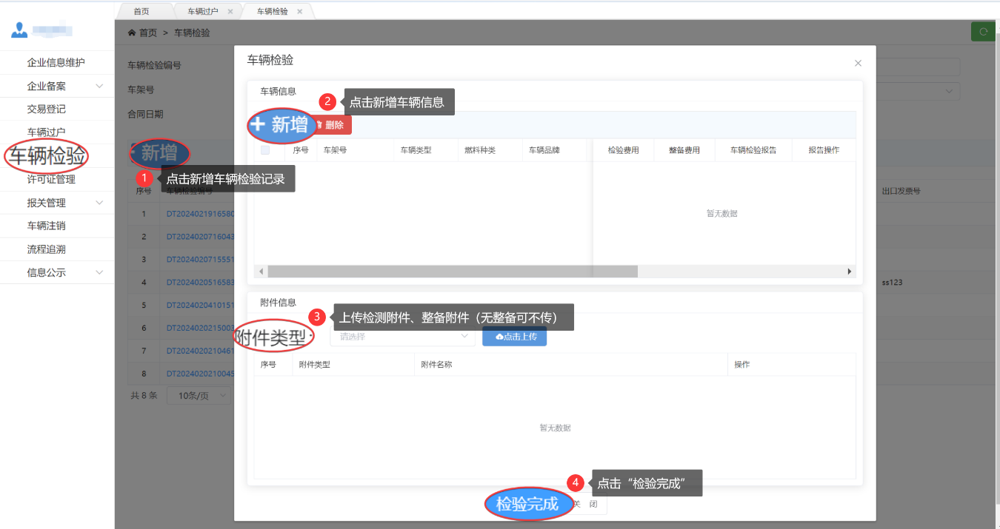 首页 车辆过户 车辆检验
首页 > 车辆检验
企业信息维护
企业备案
交易登记
车辆过户
车辆检验
许可证管理
报关管理
车辆注销
流程追溯
信息公示
车辆检验编号
车架号
合同日期
新增
1 点击新增车辆检验记录
序号 车辆检验编号 出口发票号
1 DT2024021916580
2 DT2024020716043
3 DT2024020715551
4 DT2024020516583 ss123
5 DT2024020410151
6 DT2024020215003
7 DT2024020210461
8 DT2024020210045
共 8 条 10条/页
车辆检验
车辆信息
2 点击新增车辆信息
+ 新增 删除
序号 车架号 车辆类型 燃料种类 车辆品牌 检验费用 整备费用 车辆检验报告 报告操作
暂无数据
附件信息
3 上传检测附件、整备附件（无整备可不传）
附件类型: 请选择 点击上传
序号 附件类型 附件名称 操作
暂无数据
4 点击“检验完成”
检验完成 关 闭